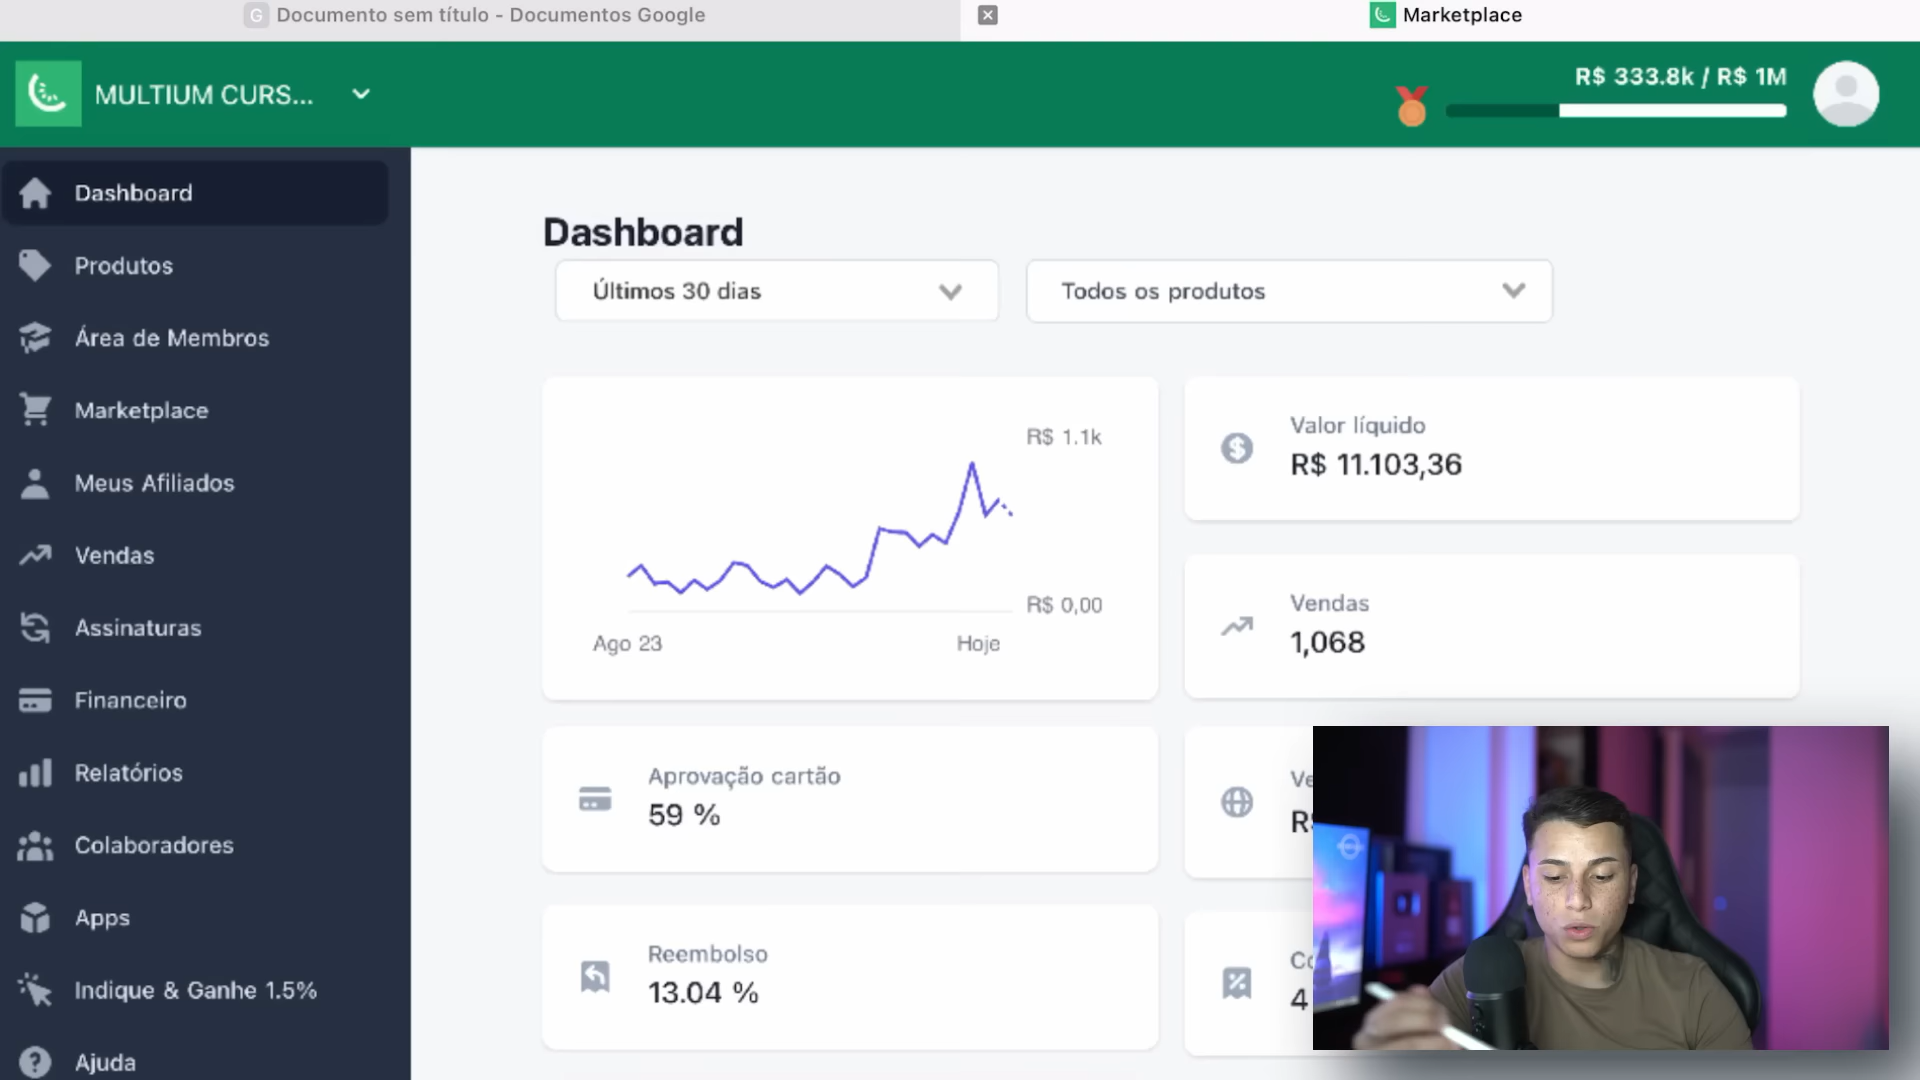 Documento sem título - Documentos Google
Marketplace
MULTIUM CURS...
R$ 333.8k / R$ 1M
Dashboard
Produtos
Área de Membros
Marketplace
Meus Afiliados
Vendas
Assinaturas
Financeiro
Relatórios
Colaboradores
Apps
Indique & Ganhe 1.5%
Ajuda
Dashboard
Últimos 30 dias
Todos os produtos
R$ 1.1k
R$ 0,00
Ago 23
Hoje
Valor líquido
R$ 11.103,36
Vendas
1,068
Aprovação cartão
59 %
Reembolso
13.04 %